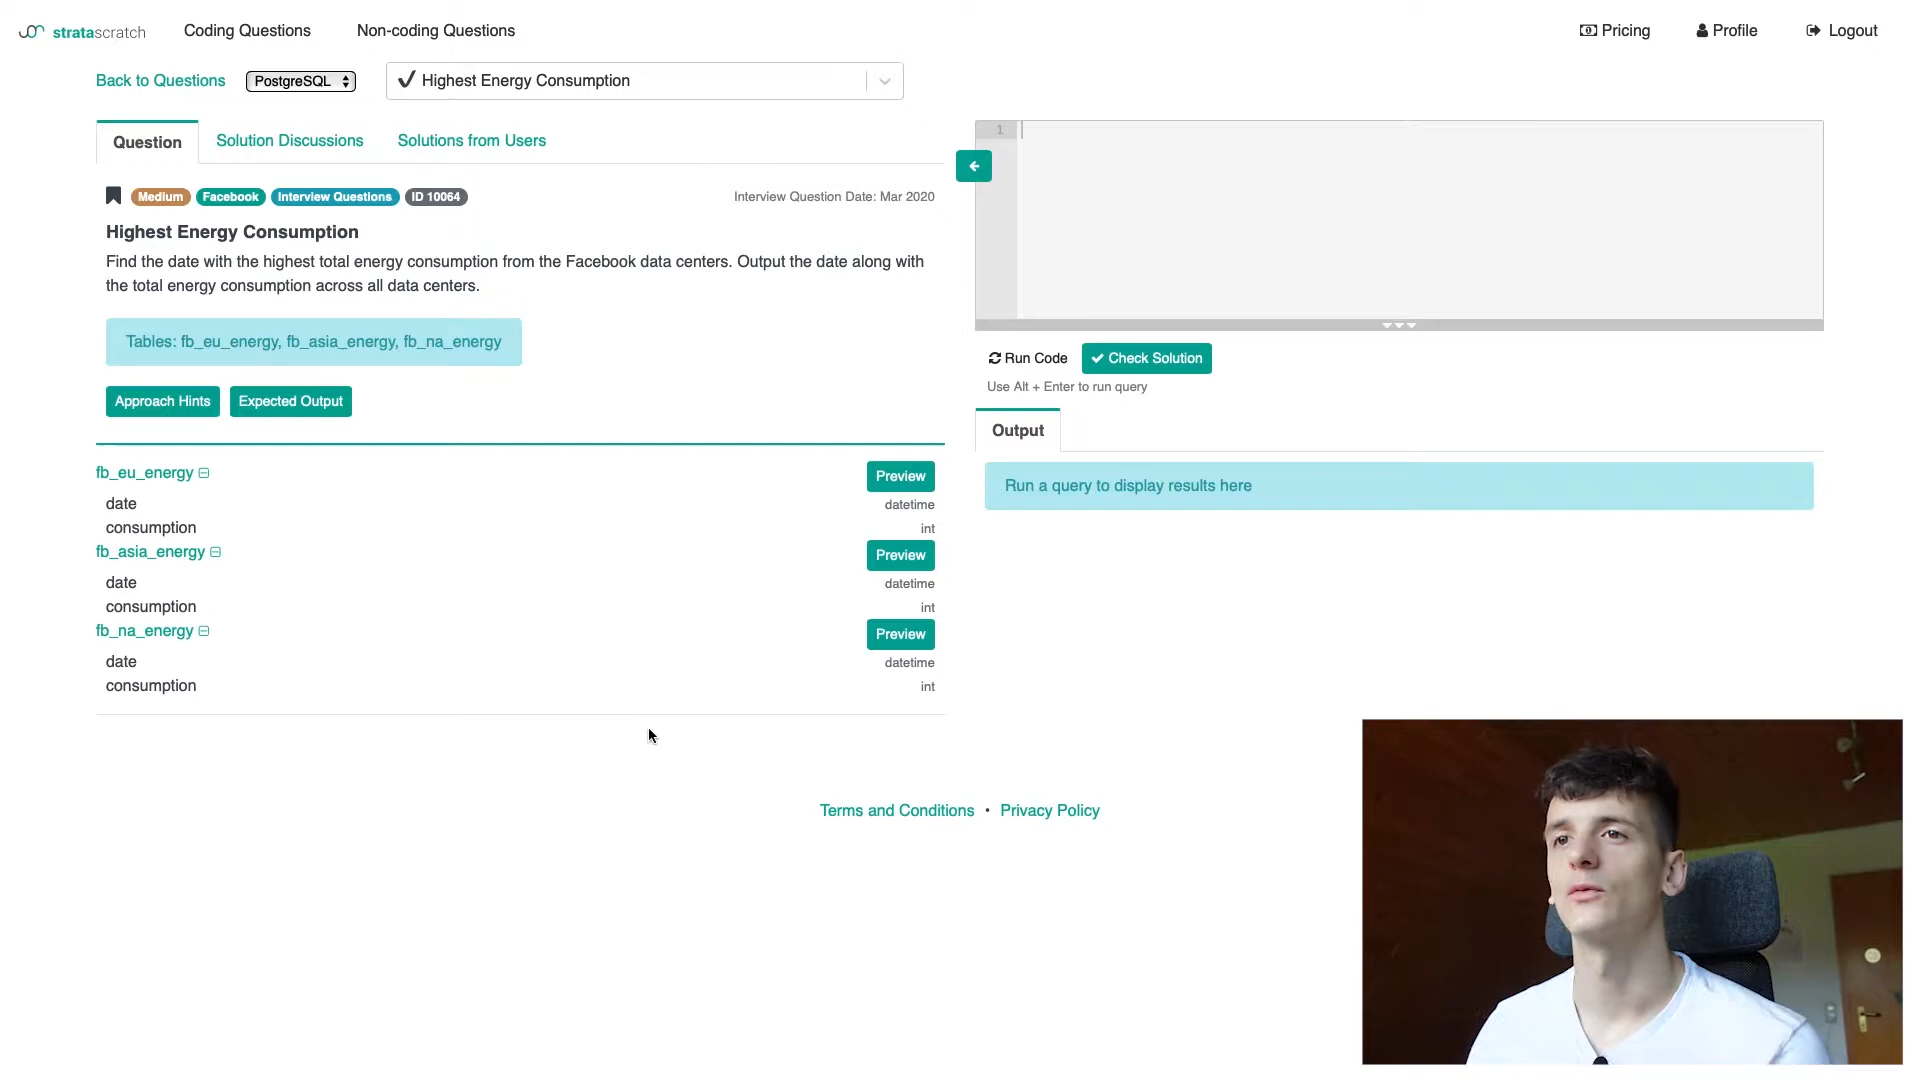 stratascratch
Coding Questions
Non-coding Questions
Pricing
Profile
Logout
Back to Questions
PostgreSQL
Highest Energy Consumption
Question
Solution Discussions
Solutions from Users
Medium
Facebook
Interview Questions
ID 10064
Interview Question Date: Mar 2020
Highest Energy Consumption
Find the date with the highest total energy consumption from the Facebook data centers. Output the date along with
the total energy consumption across all data centers.
Tables: fb_eu_energy, fb_asia_energy, fb_na_energy
Approach Hints
Expected Output
fb_eu_energy
Preview
date
datetime
consumption
int
fb_asia_energy
Preview
date
datetime
consumption
int
fb_na_energy
Preview
date
datetime
consumption
int
1
Run Code
Check Solution
Use Alt + Enter to run query
Output
Run a query to display results here
Terms and Conditions • Privacy Policy